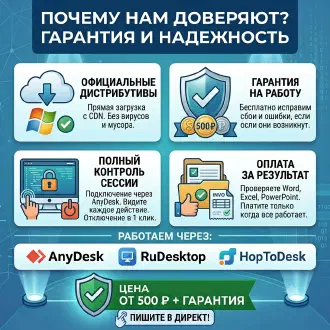 ПОЧЕМУ НАМ ДОВЕРЯЮТ?
ГАРАНТИЯ И НАДЕЖНОСТЬ
ОФИЦИАЛЬНЫЕ
ДИСТРИБУТИВЫ
Прямая загрузка
с CDN. Без вирусов
и мусора.
ГАРАНТИЯ
НА РАБОТУ
500₽
Бесплатно исправим
сбои и ошибки, если
осли они возникнут.
ПОЛНЫЙ
КОНТРОЛЬ
СЕССИИ
Подключение через
AnyDesk. Видите
каждое действие.
Отключение в 1 клик.
ОПЛАТА
ЗА РЕЗУЛЬТАТ
Проверяете Word,
Excel, PowerPoint.
Платите только
когда все работает.
РАБОТАЕМ ЧЕРЕЗ:
AnyDesk
RuDesktop
HopToDesk
ЦЕНА
ОТ 500 ₽ + ГАРАНТИЯ
ПИШИТЕ В ДИРЕКТ!